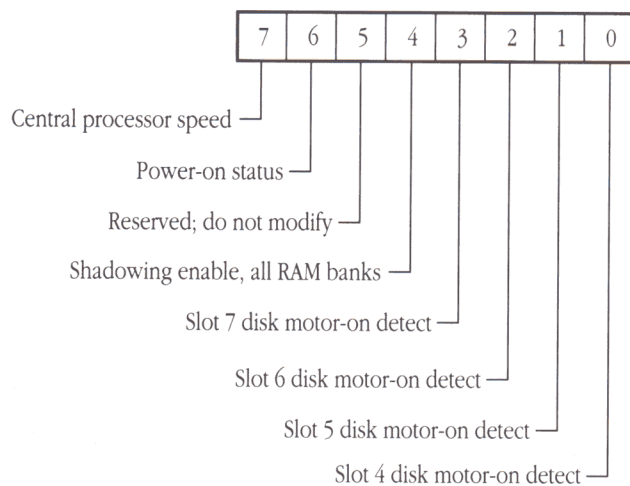 7 6 5 4 3 2 1 0
Central processor speed
Power-on status
Reserved; do not modify
Shadowing enable, all RAM banks
Slot 7 disk motor-on detect
Slot 6 disk motor-on detect
Slot 5 disk motor-on detect
Slot 4 disk motor-on detect